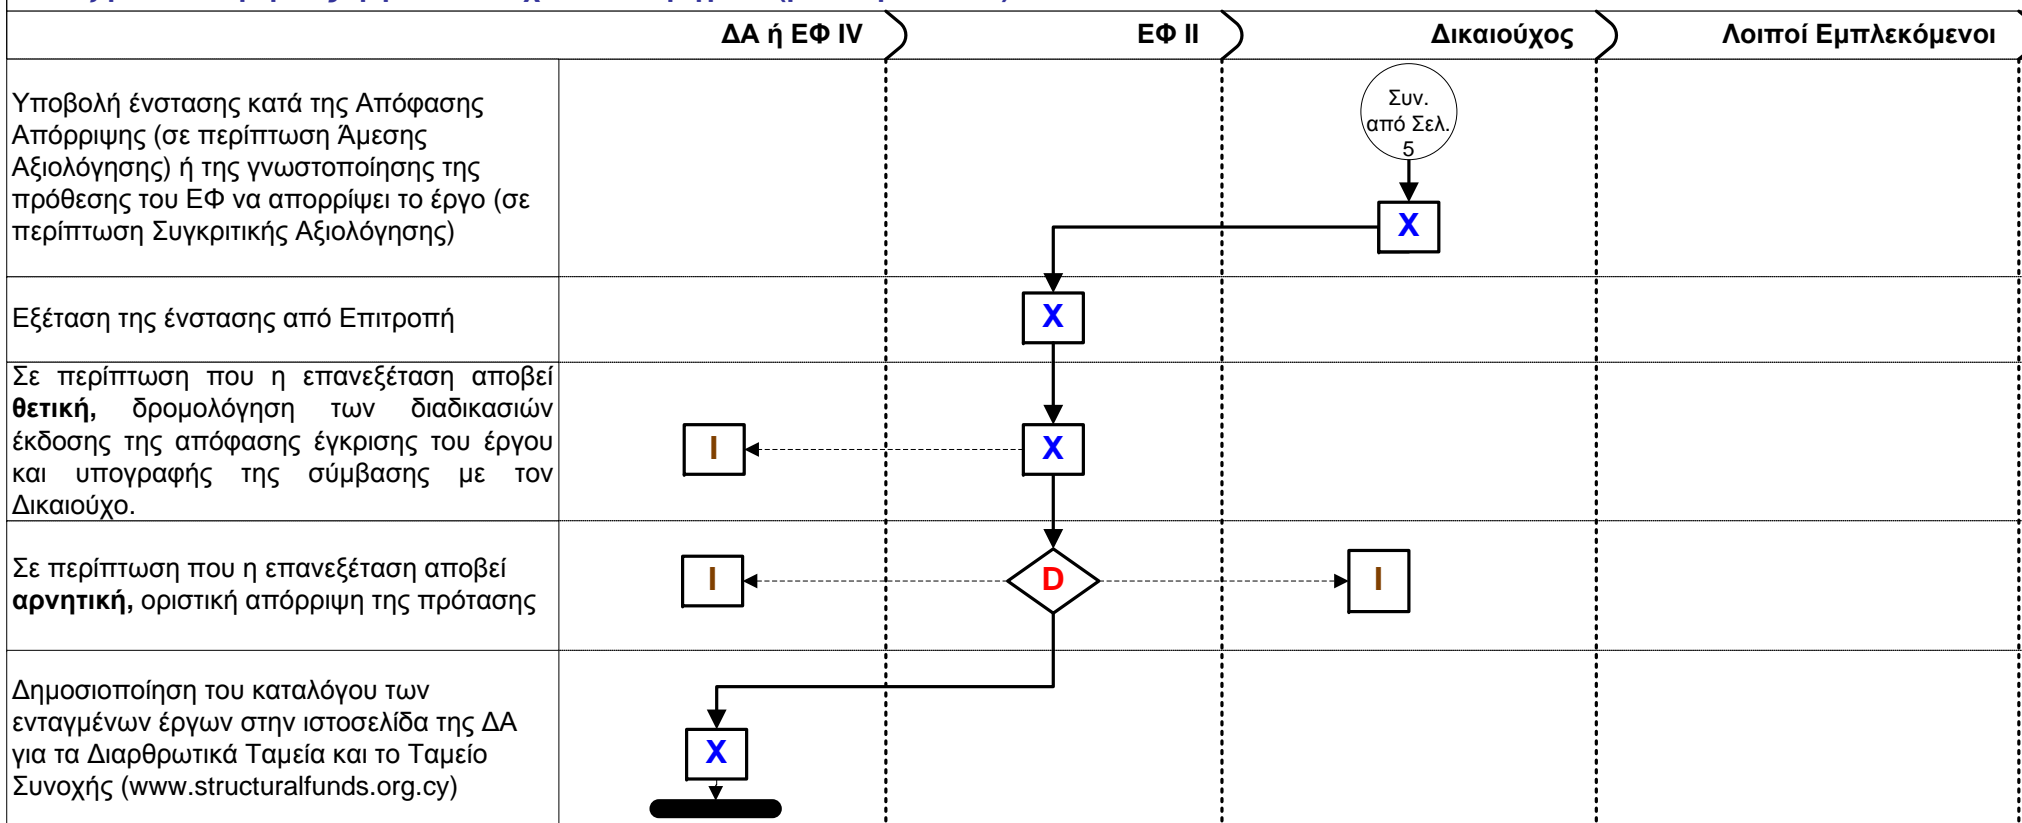 ΔΑ ή ΕΦ IV
ΕΦ II
Δικαιούχος
Λοιποί Εμπλεκόμενοι
Υποβολή ένστασης κατά της Απόφασης
Απόρριψης (σε περίπτωση Άμεσης
Αξιολόγησης) ή της γνωστοποίησης της
πρόθεσης του ΕΦ να απορρίψει το έργο (σε
περίπτωση Συγκριτικής Αξιολόγησης)
Συν.
από Σελ.
5
X
Εξέταση της ένστασης από Επιτροπή
X
Σε περίπτωση που η επανεξέταση αποβεί
θετική, δρομολόγηση των διαδικασιών
έκδοσης της απόφασης έγκρισης του έργου
και υπογραφής της σύμβασης με τον
Δικαιούχο.
I
X
Σε περίπτωση που η επανεξέταση αποβεί
αρνητική, οριστική απόρριψη της πρότασης
I
D
I
Δημοσιοποίηση του καταλόγου των
ενταγμένων έργων στην ιστοσελίδα της ΔΑ
για τα Διαρθρωτικά Ταμεία και το Ταμείο
Συνοχής (www.structuralfunds.org.cy)
X